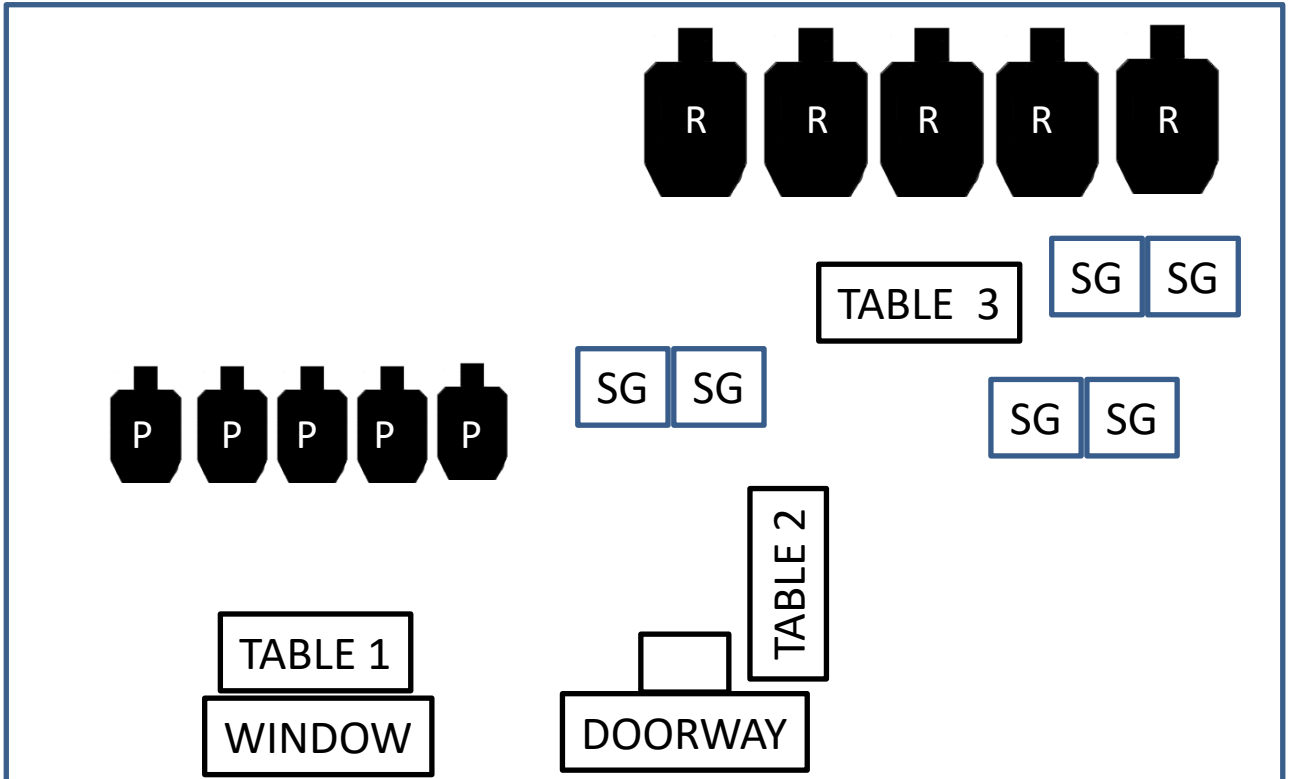 R R R R R
SG SG
TABLE  3
SG SG
SG SG
P P P P P
TABLE 2
TABLE 1
WINDOW
DOORWAY